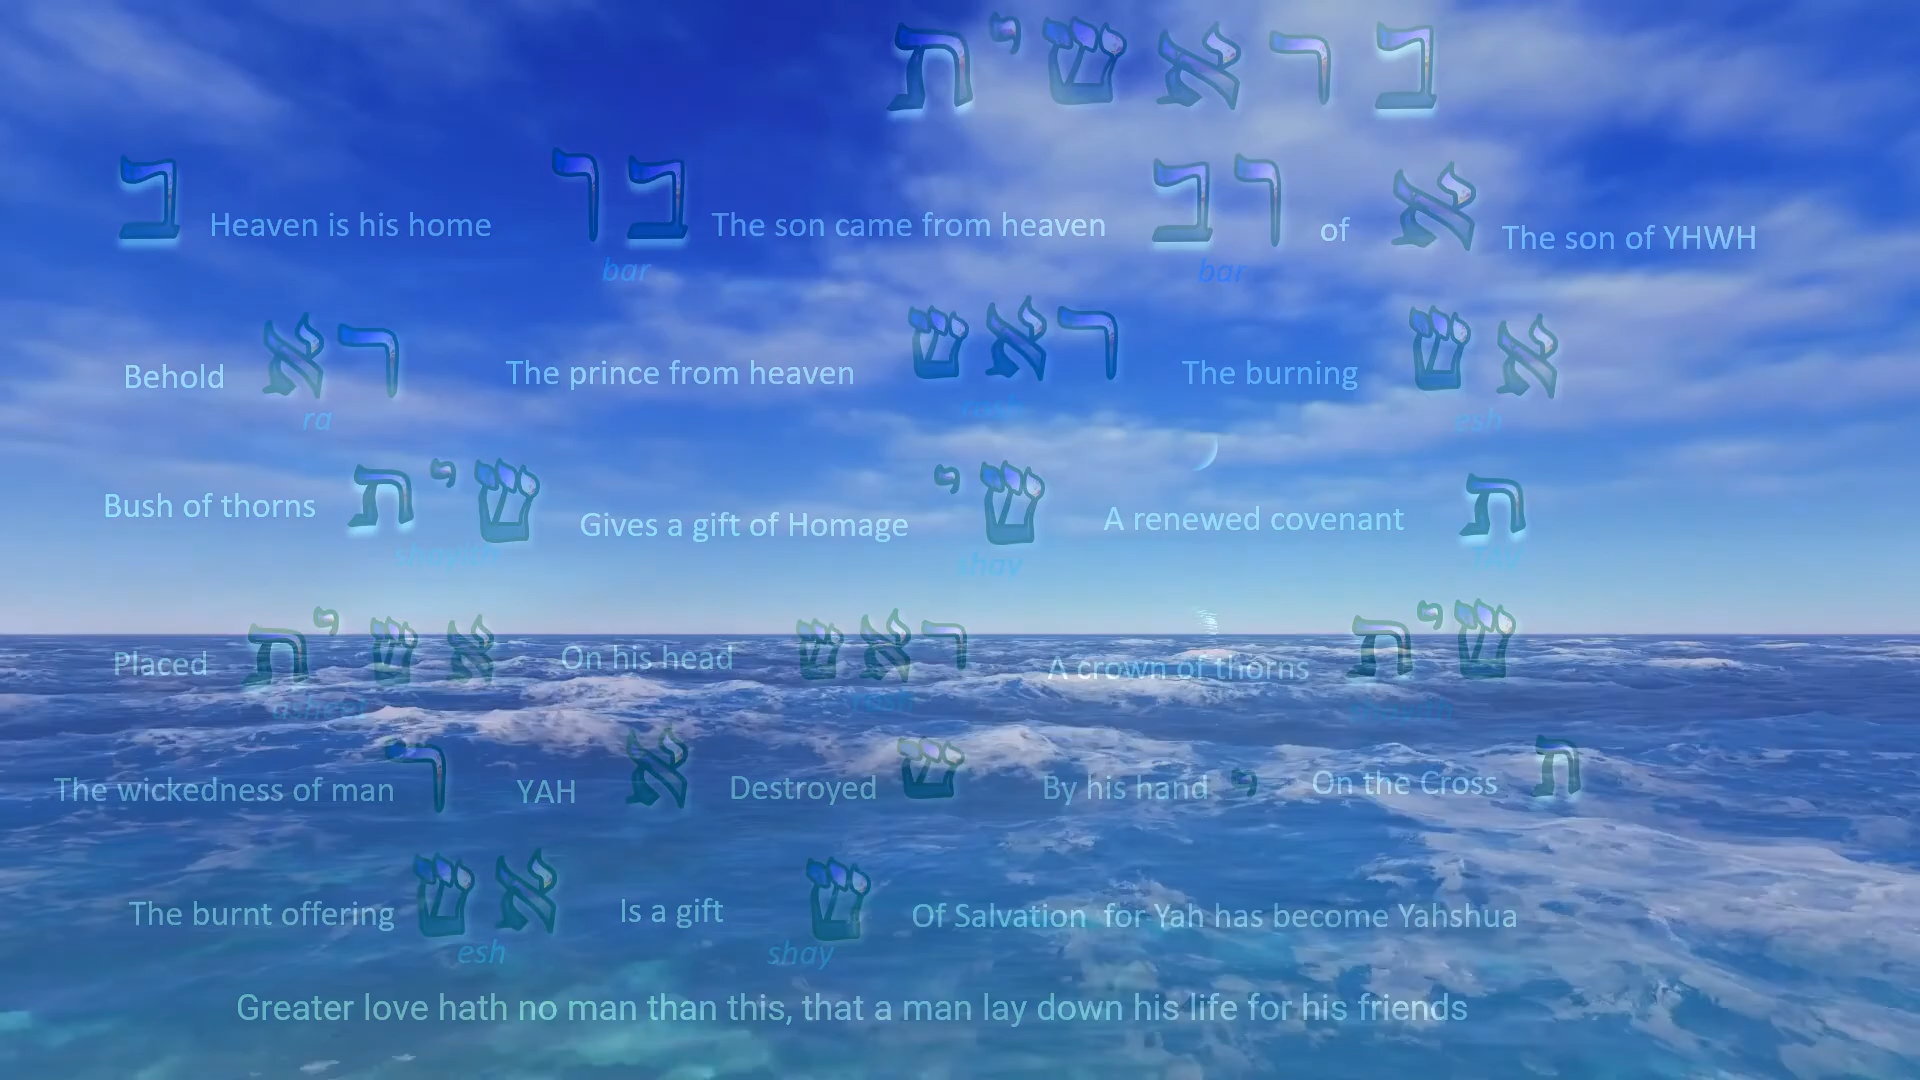 ב ר א ש י ת
ב Heaven is his home בר The son came from heaven רב of א The son of YHWH
bar bar
Behold רא The prince from heaven ראש The burning אש
ra esh
Bush of thorns שית Gives a gift of Homage שי A renewed covenant ת
shay
Placed אשית On his head ראש A crown of thorns שית
The wickedness of man ר YAH א Destroyed ש By his hand י On the Cross ת
The burnt offering אש Is a gift ש Of Salvation for Yah has become Yahshua
esh shay
Greater love hath no man than this, that a man lay down his life for his friends